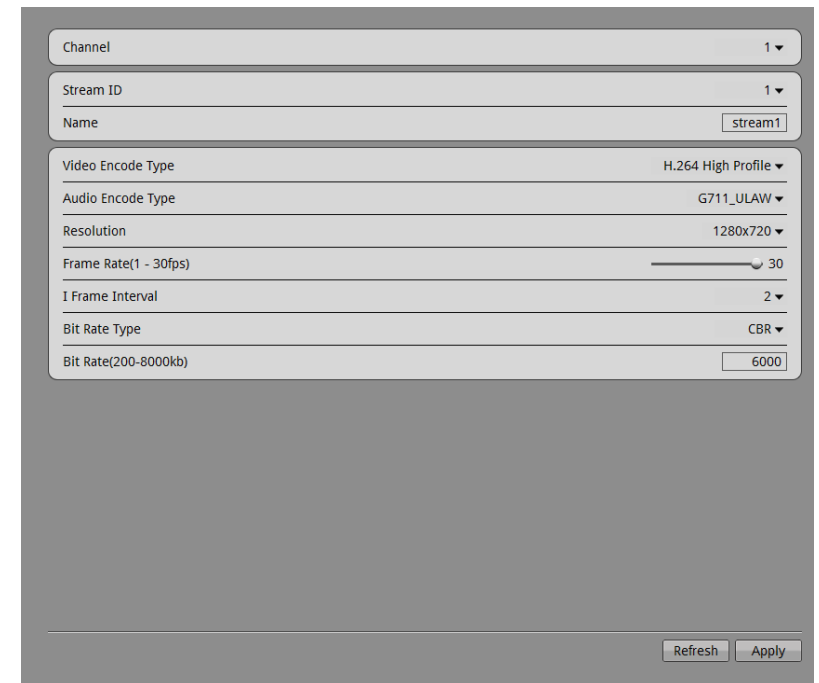 Channel 1
Stream ID 1
Name stream1
Video Encode Type H.264 High Profile
Audio Encode Type G711_ULAW
Resolution 1280x720
Frame Rate(1 - 30fps) 30
I Frame Interval 2
Bit Rate Type CBR
Bit Rate(200-8000kb) 6000
Refresh Apply